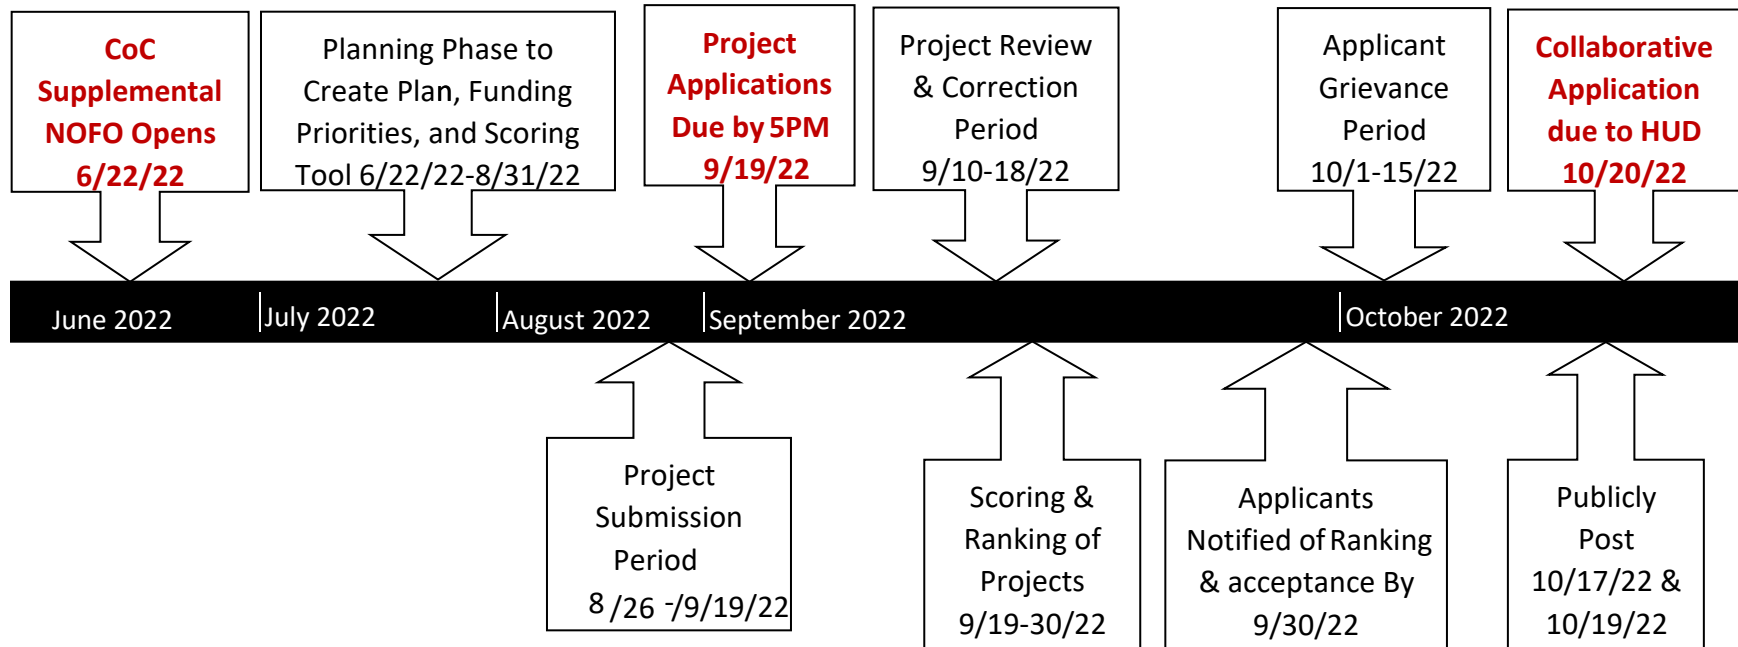 CoC
Supplemental
NOFO Opens
6/22/22
Planning Phase to
Create Plan, Funding
Priorities, and Scoring
Tool 6/22/22-8/31/22
Project
Applications
Due by 5PM
9/19/22
Project Review
& Correction
Period
9/10-18/22
Applicant
Grievance
Period
10/1-15/22
Collaborative
Application
due to HUD
10/20/22
June 2022
July 2022
August 2022
September 2022
October 2022
Project
Submission
Period
8/26 -/9/19/22
Scoring &
Ranking of
Projects
9/19-30/22
Applicants
Notified of Ranking
& acceptance By
9/30/22
Publicly
Post
10/17/22 &
10/19/22